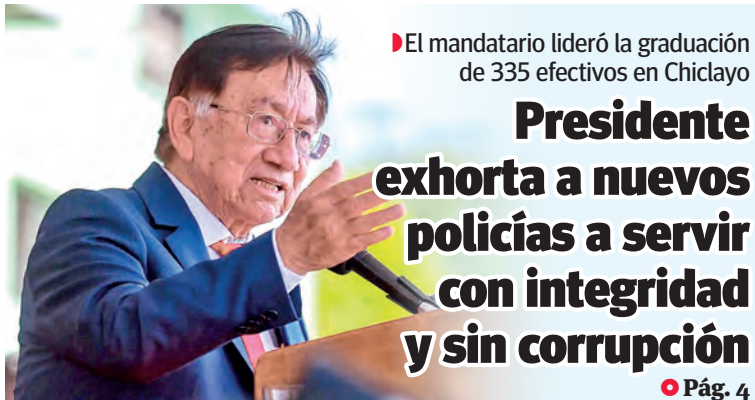 El mandatario lideró la graduación
de 335 efectivos en Chiclayo
Presidente
exhorta a nuevos
policías a servir
con integridad
y sin corrupción
Pág. 4